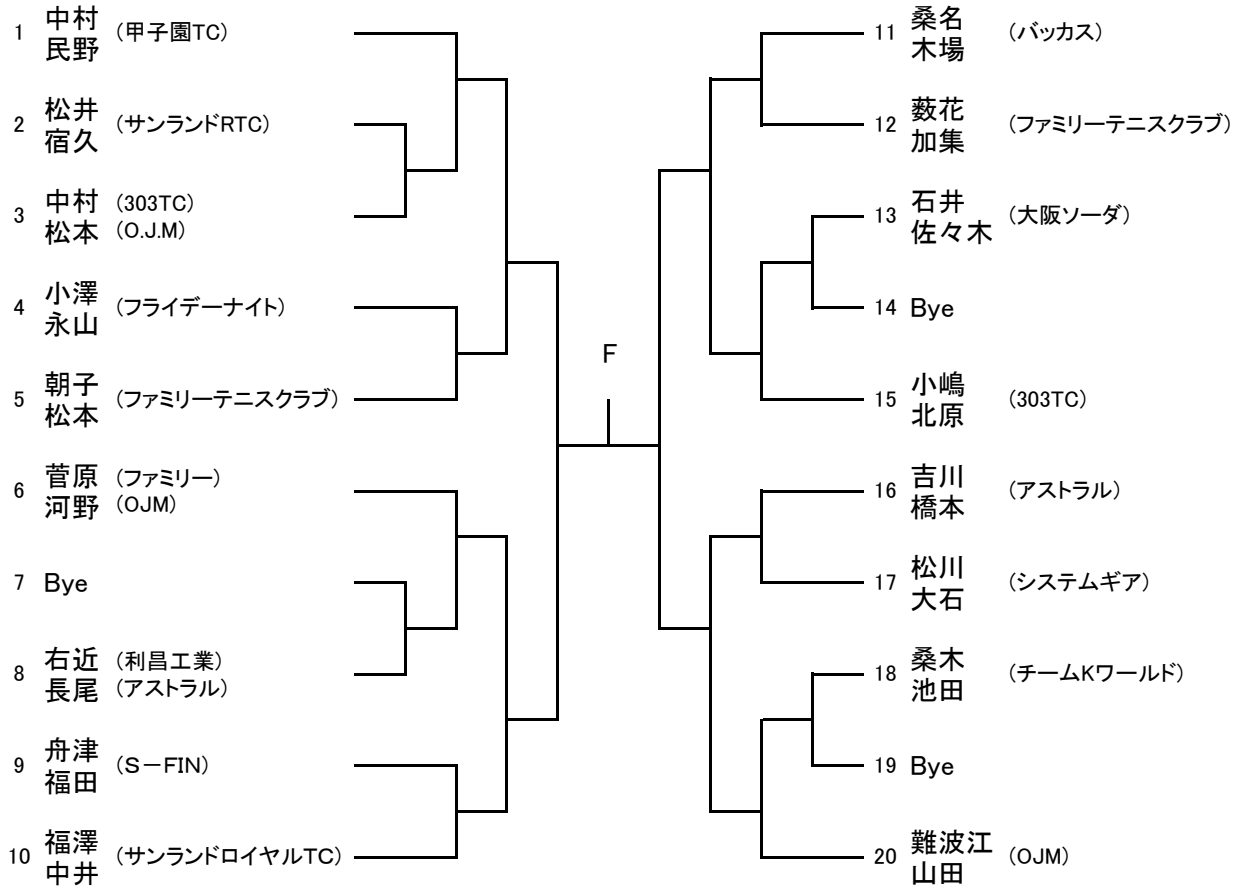 1 中村 (甲子園TC)
民野
2 松井 (サンランドRTC)
宿久
3 中村 (303TC)
松本 (O.J.M)
4 小澤 (フライデーナイト)
永山
5 朝子 (ファミリーテニスクラブ)
松本
6 菅原 (ファミリー)
河野 (OJM)
7 Bye
8 右近 (利昌工業)
長尾 (アストラル)
9 舟津 (S-FIN)
福田
10 福澤 (サンランドロイヤルTC)
中井
F
11 桑名 (バッカス)
木場
12 薮花 (ファミリーテニスクラブ)
加集
13 石井 (大阪ソーダ)
佐々木
14 Bye
15 小嶋 (303TC)
北原
16 吉川 (アストラル)
橋本
17 松川 (システムギア)
大石
18 桑木 (チームKワールド)
池田
19 Bye
20 難波江 (OJM)
山田